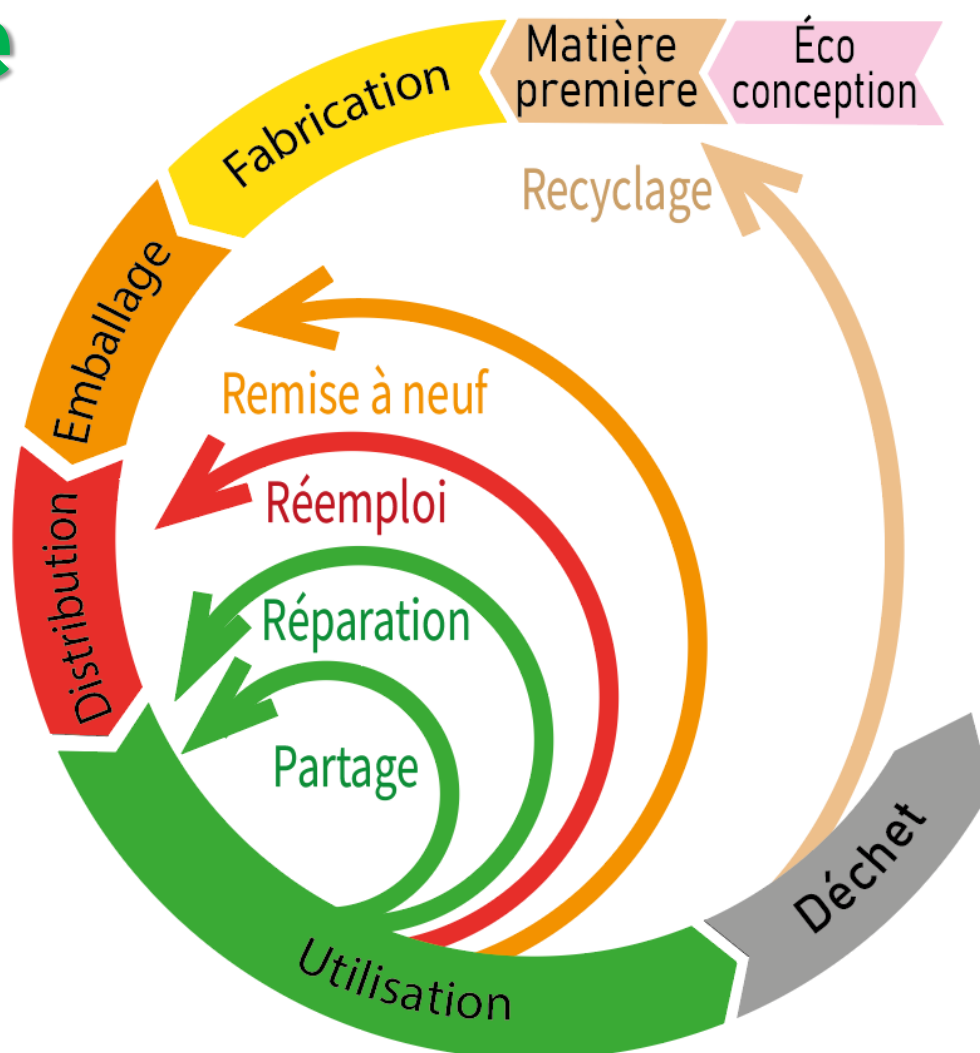 e
Éco
conception
Matière
première
Fabrication
Emballage
Distribution
Utilisation
Déchet
Recyclage
Remise à neuf
Réemploi
Réparation
Partage